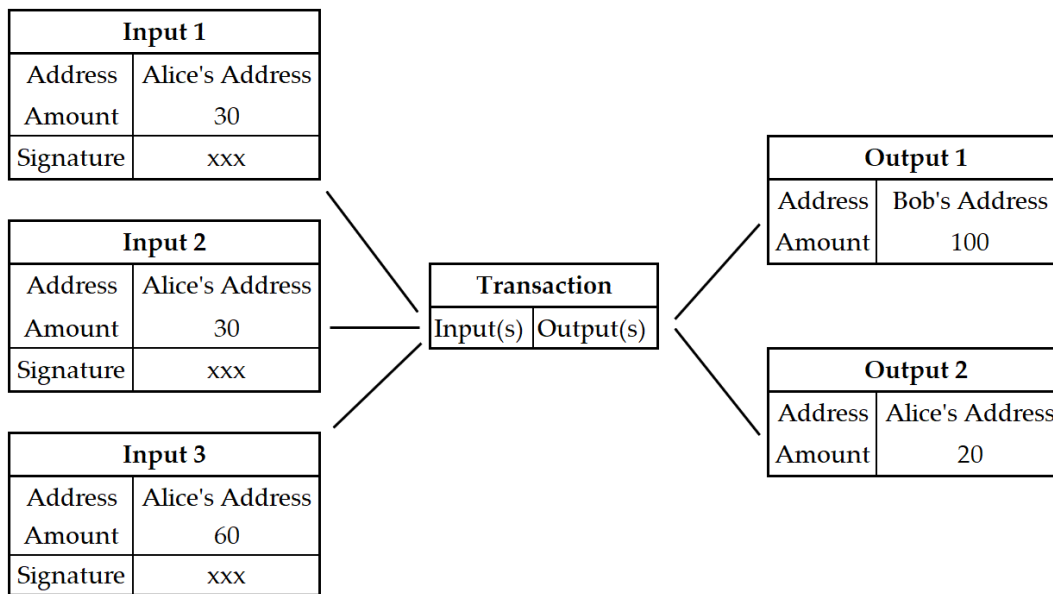 Input 1
Address Alice's Address
Amount 30
Signature xxx
Input 2
Address Alice's Address
Amount 30
Signature xxx
Input 3
Address Alice's Address
Amount 60
Signature xxx
Transaction
Input(s) Output(s)
Output 1
Address Bob's Address
Amount 100
Output 2
Address Alice's Address
Amount 20